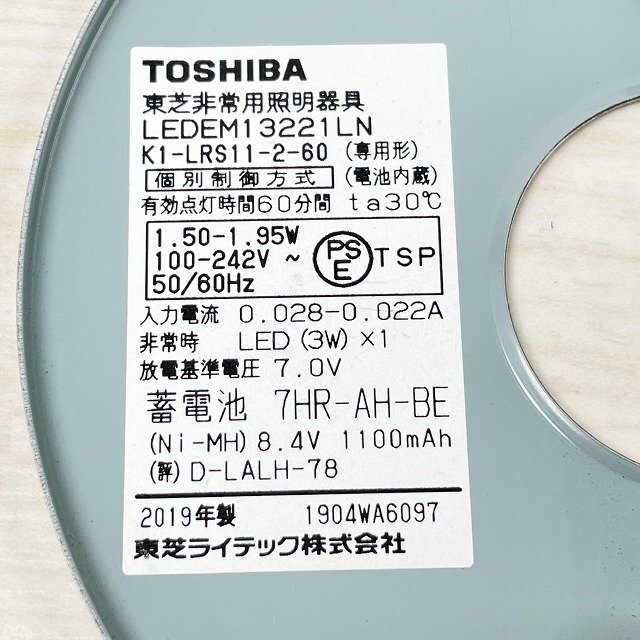 TOSHIBA
東芝非常用照明器具
LEDEM13221LN
K1-LRS11-2-60 (専用形)
個別制御方式 (電池内蔵)
有効点灯時間60分間 ta30℃
1.50-1.95W
100-242V ~
50/60Hz
PS
E
TSP
入力電流 0.028-0.022A
非常時 LED (3W) ×1
放電基準電圧 7.0V
蓄電池 7HR-AH-BE
(Ni-MH) 8.4V 1100mAh
(評) D-LALH-78
2019年製 1904WA6097
東芝ライテック株式会社